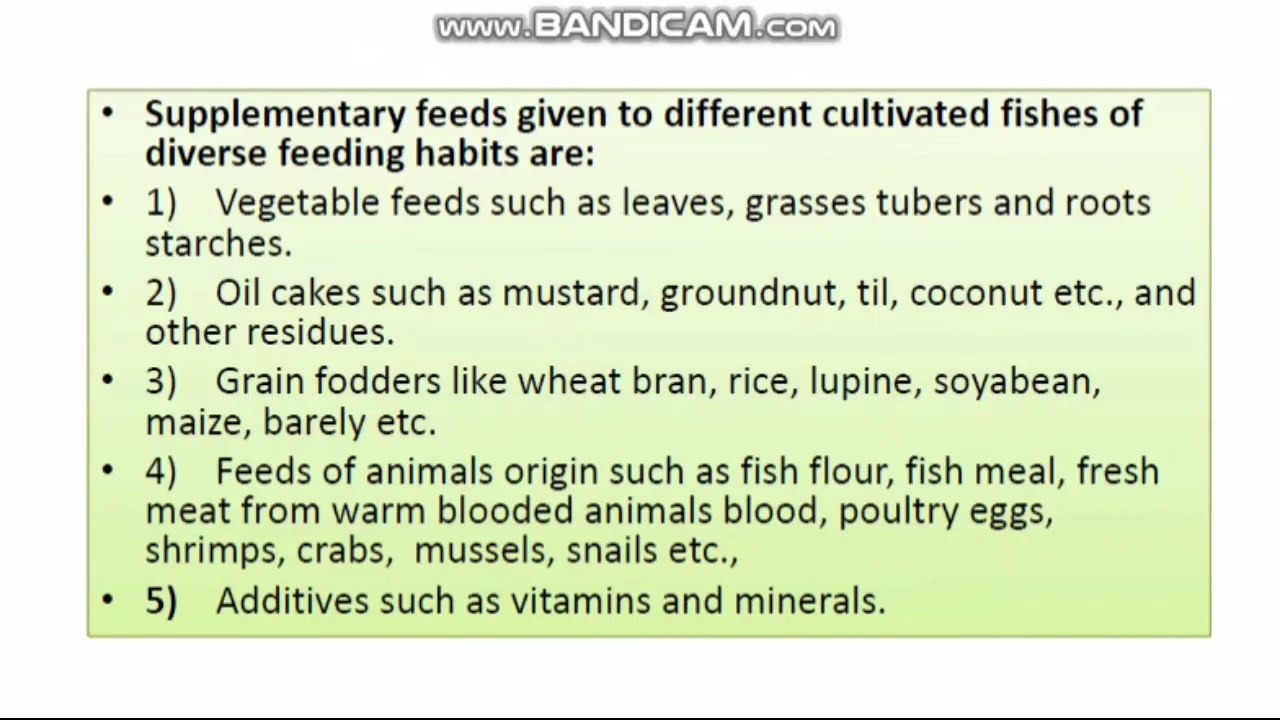 www.BANDICAM.com
• Supplementary feeds given to different cultivated fishes of
diverse feeding habits are:
• 1) Vegetable feeds such as leaves, grasses tubers and roots
starches.
• 2) Oil cakes such as mustard, groundnut, til, coconut etc., and
other residues.
• 3) Grain fodders like wheat bran, rice, lupine, soyabean,
maize, barely etc.
• 4) Feeds of animals origin such as fish flour, fish meal, fresh
meat from warm blooded animals blood, poultry eggs,
shrimps, crabs, mussels, snails etc.,
• 5) Additives such as vitamins and minerals.